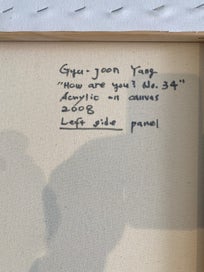 Gyu-joon Yang
"How are you? No. 34"
Acrylic on canvas
2008
Left side panel